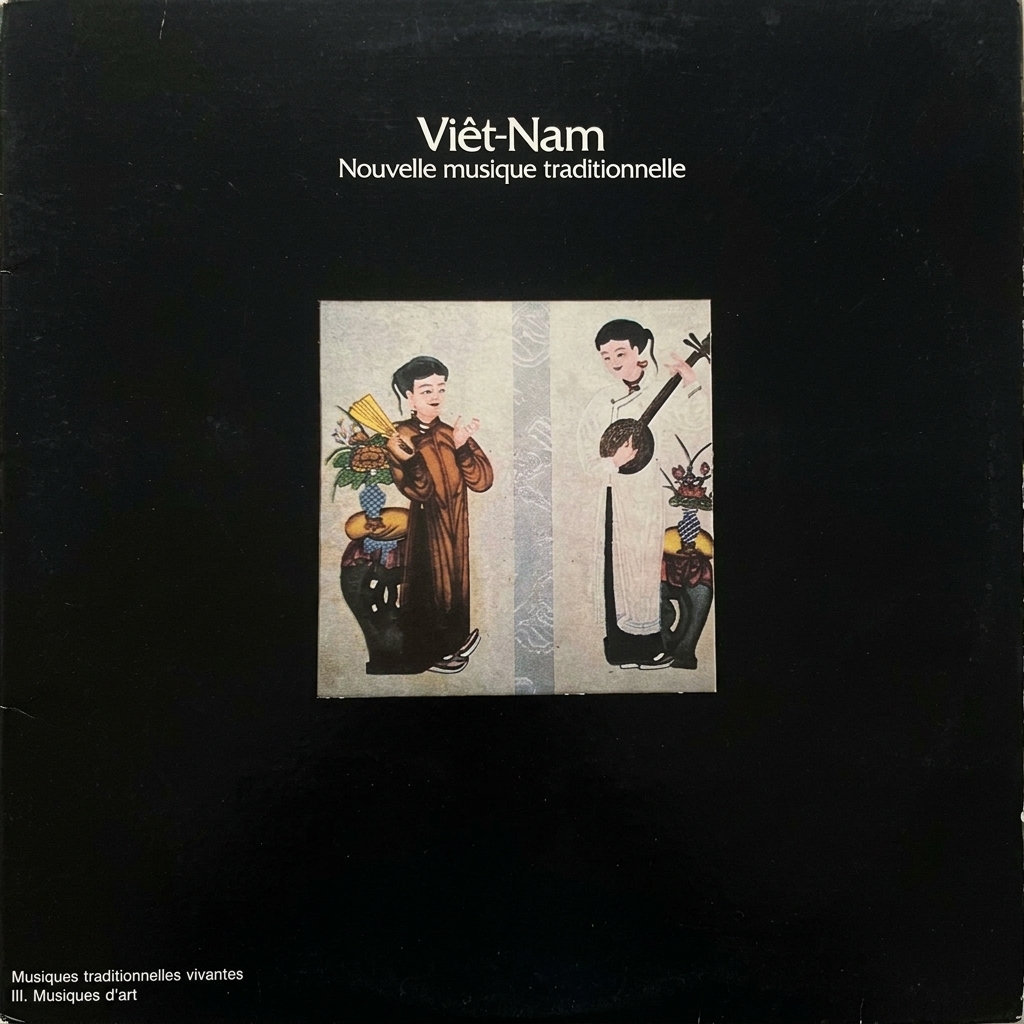 Viêt-Nam
Nouvelle musique traditionnelle
Musiques traditionnelles vivantes
III. Musiques d'art